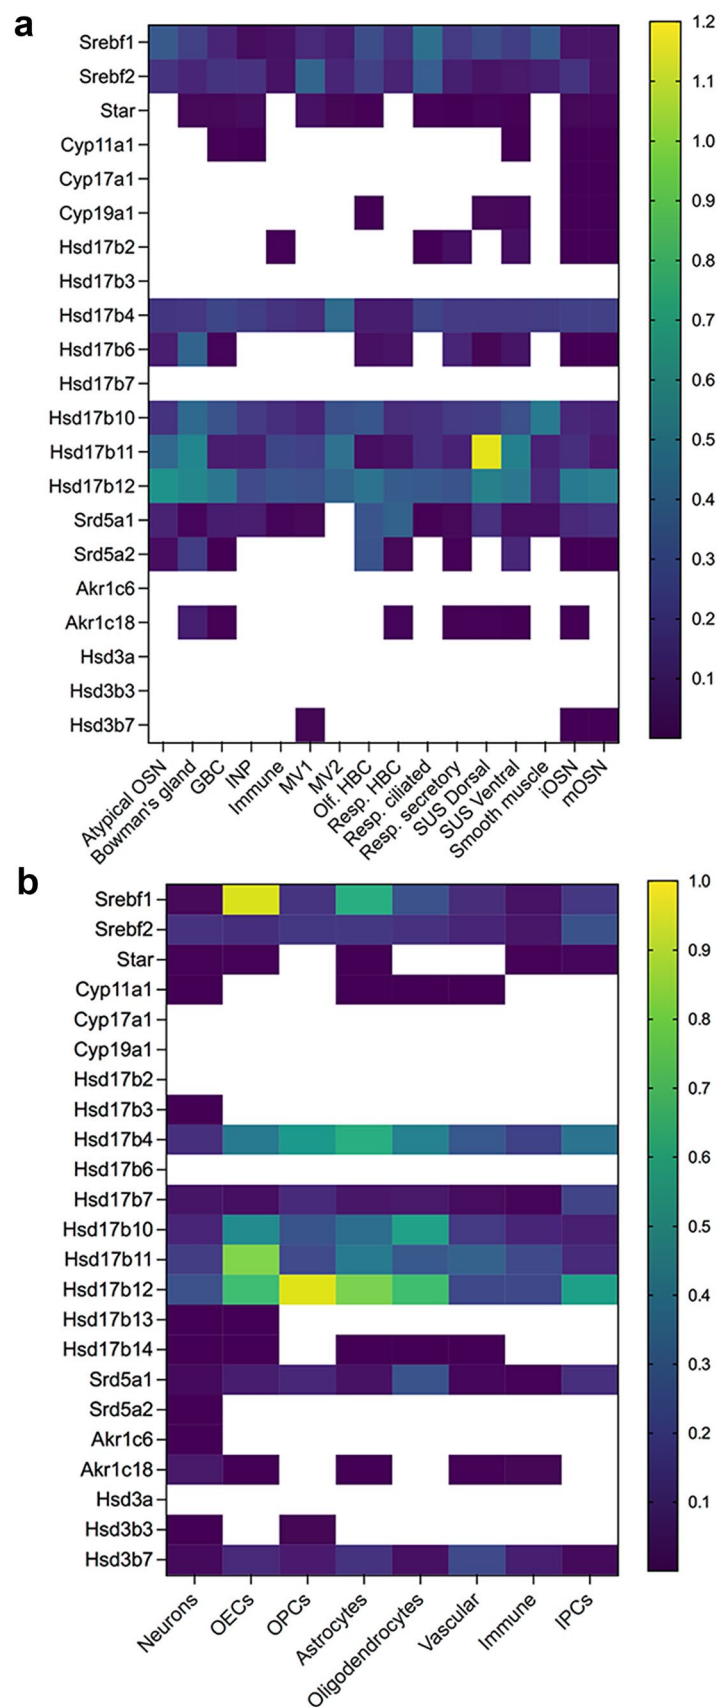 a
Srebf1
Srebf2
Star
Cyp11a1
Cyp17a1
Cyp19a1
Hsd17b2
Hsd17b3
Hsd17b4
Hsd17b6
Hsd17b7
Hsd17b10
Hsd17b11
Hsd17b12
Srd5a1
Srd5a2
Akr1c6
Akr1c18
Hsd3a
Hsd3b3
Hsd3b7
Atypical OSN
Bowman's gland
GBC
INP
Immune
MV1
MV2
Olf. HBC
Resp. HBC
Resp. ciliated
Resp. secretory
SUS Dorsal
SUS Ventral
Smooth muscle
iOSN
mOSN
1.2
1.1
1.0
0.9
0.8
0.7
0.6
0.5
0.4
0.3
0.2
0.1
b
Srebf1
Srebf2
Star
Cyp11a1
Cyp17a1
Cyp19a1
Hsd17b2
Hsd17b3
Hsd17b4
Hsd17b6
Hsd17b7
Hsd17b10
Hsd17b11
Hsd17b12
Hsd17b13
Hsd17b14
Srd5a1
Srd5a2
Akr1c6
Akr1c18
Hsd3a
Hsd3b3
Hsd3b7
Neurons
OECs
OPCs
Astrocytes
Oligodendrocytes
Vascular
Immune
IPCs
1.0
0.9
0.8
0.7
0.6
0.5
0.4
0.3
0.2
0.1